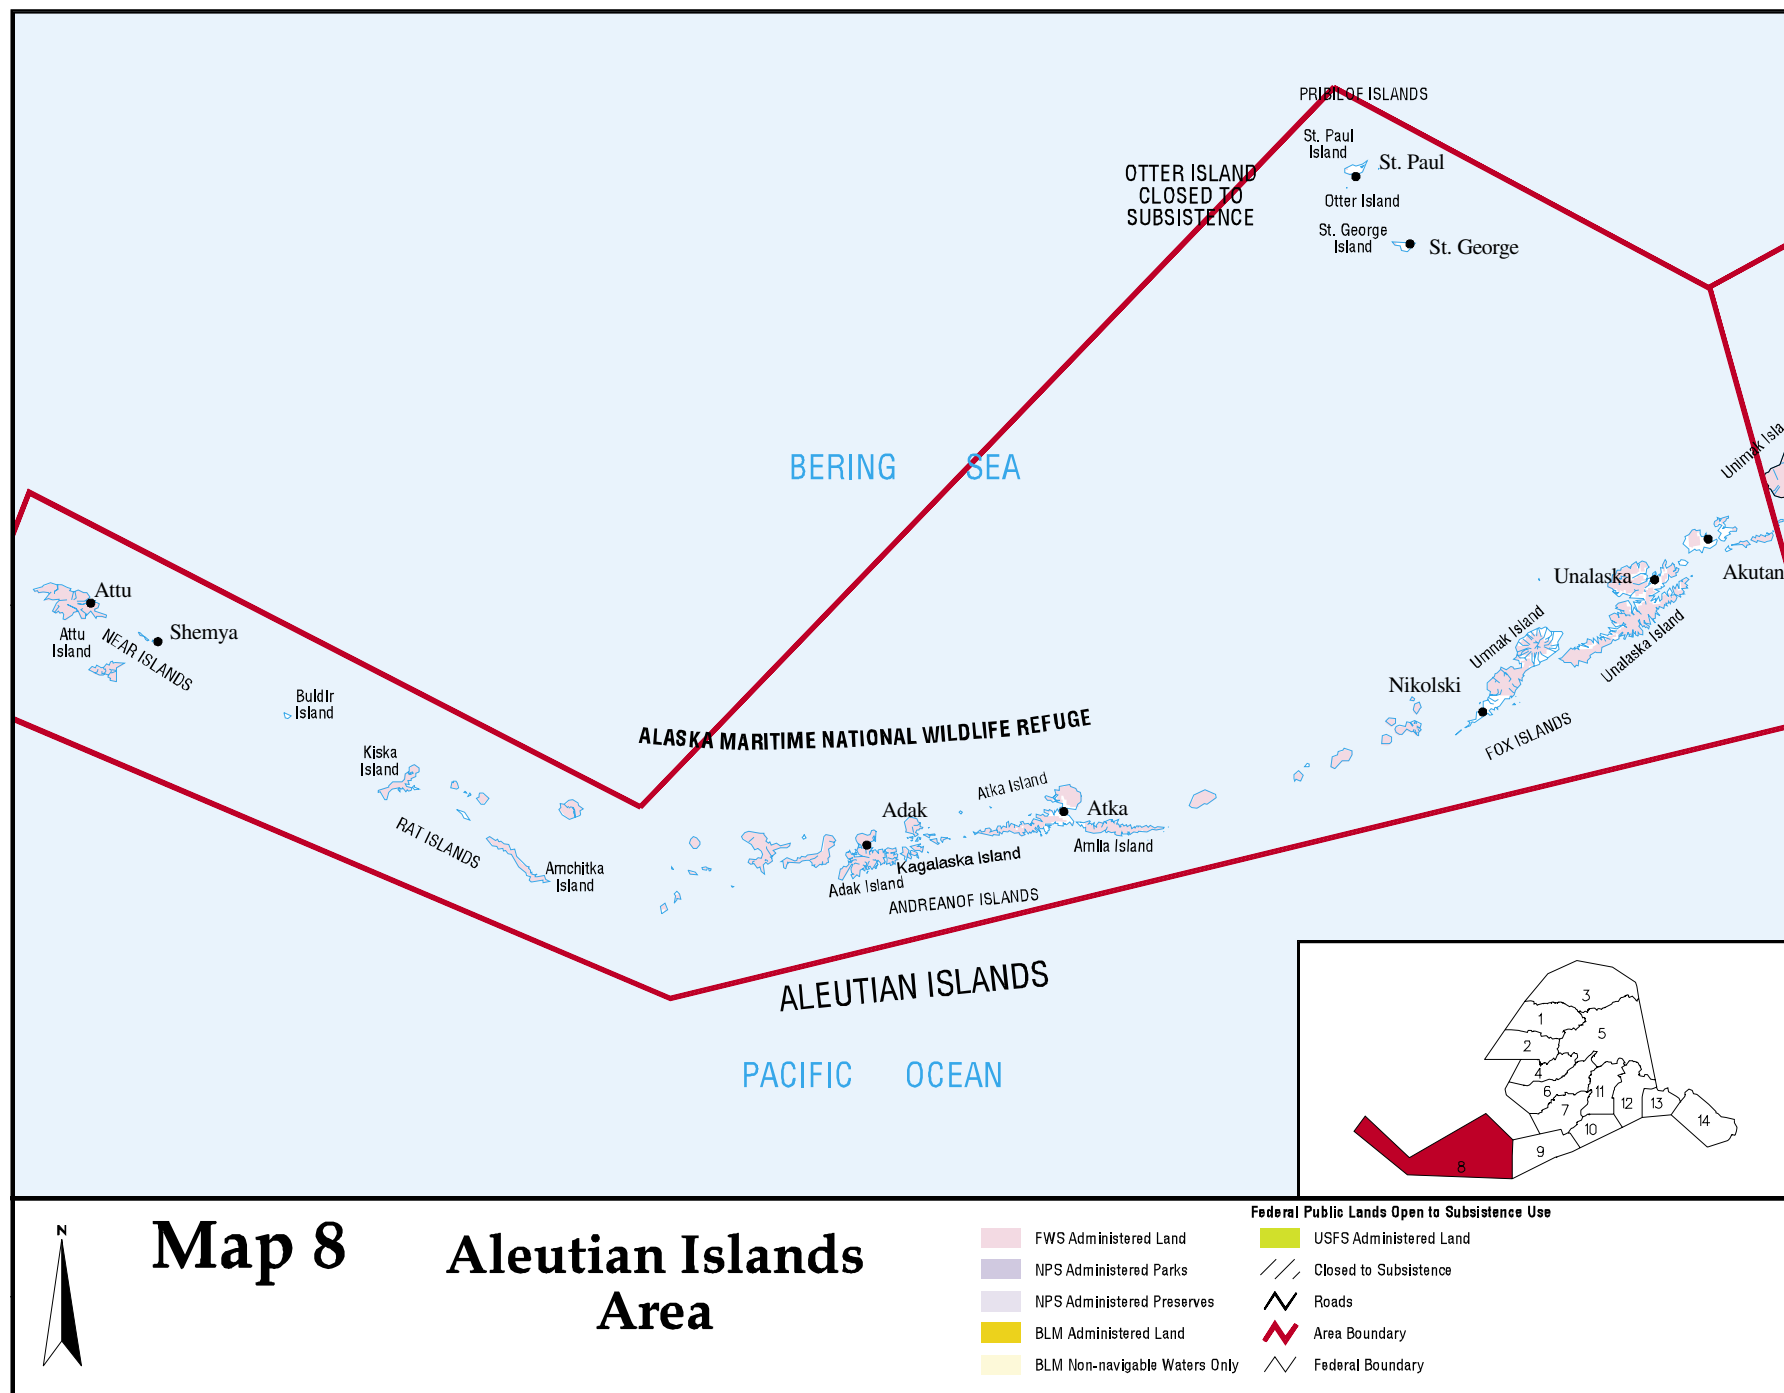 PRIBILOF ISLANDS
St. Paul
Island
St. Paul
OTTER ISLAND
CLOSED TO
SUBSISTENCE
Otter Island
St. George
Island
St. George
BERING SEA
Unimak Isla
Attu
Attu
Island
NEAR ISLANDS
Shemya
Buldir
Island
Kiska
Island
RAT ISLANDS
Amchitka
Island
ALASKA MARITIME NATIONAL WILDLIFE REFUGE
Adak
Adak Island
Kagalaska Island
ANDREANOF ISLANDS
Atka Island
Atka
Amlia Island
Nikolski
Umnak Island
FOX ISLANDS
Unalaska
Unalaska Island
Akutan
ALEUTIAN ISLANDS
PACIFIC OCEAN
3
1
5
2
4
6
11
7
12
13
14
10
9
8
N
Map 8
Aleutian Islands
Area
Federal Public Lands Open to Subsistence Use
FWS Administered Land
NPS Administered Parks
NPS Administered Preserves
BLM Administered Land
BLM Non-navigable Waters Only
USFS Administered Land
Closed to Subsistence
Roads
Area Boundary
Federal Boundary